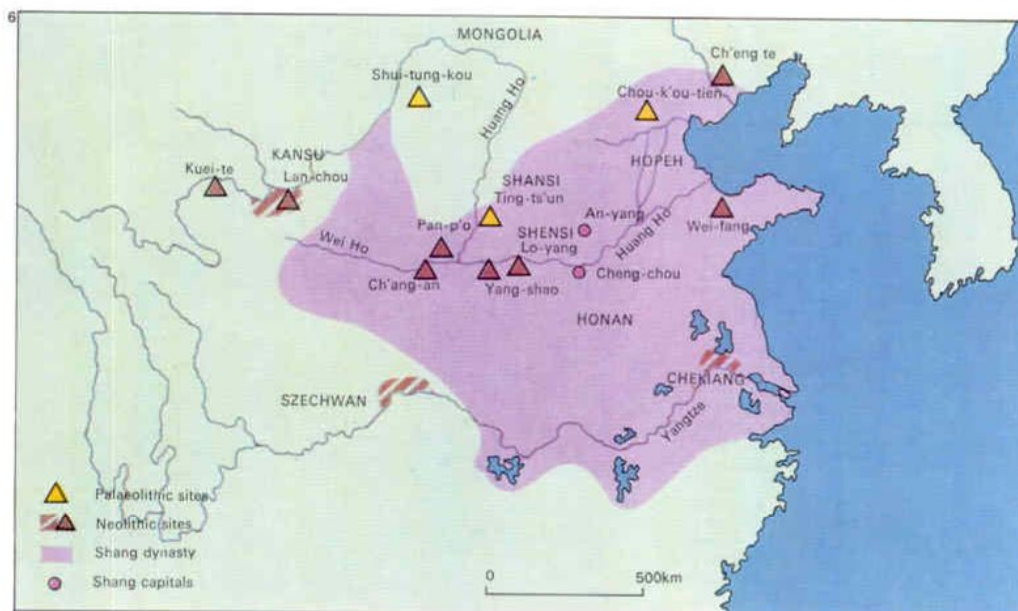 6
MONGOLIA
Ch'eng te
Shui-tung-kou
Chou-k'ou-tien
Huang Ho
HOPEH
KANSU
Kuei-te
Lan-chou
SHANSI
Ting-ts'un
An-yang
Pan-p'o
SHENSI
Wei-fang
Huang Ho
Wei Ho
Lo-yang
Cheng-chou
Ch'ang-an
Yang-shao
HONAN
CHEKIANG
SZECHWAN
Yangtze
Palaeolithic sites
Neolithic sites
Shang dynasty
Shang capitals
0
500km